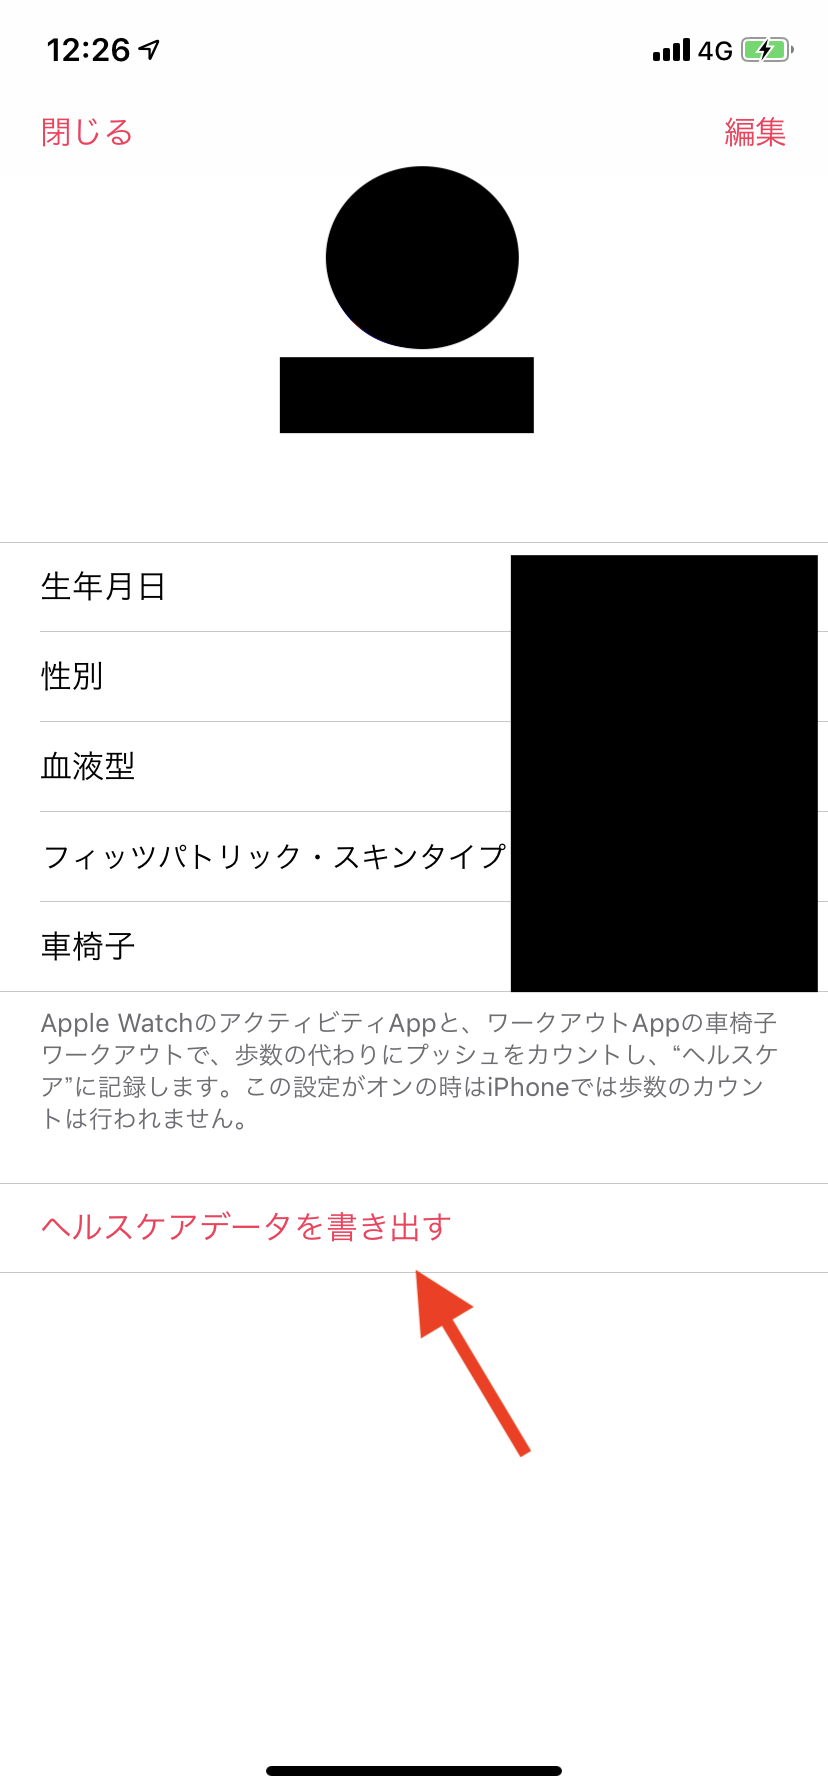 12:26
4G
閉じる
編集
生年月日
性別
血液型
フィッツパトリック・スキンタイプ
車椅子
Apple WatchのアクティビティAppと、ワークアウトAppの車椅子
ワークアウトで、歩数の代わりにプッシュをカウントし、“ヘルスケ
ア”に記録します。この設定がオンの時はiPhoneでは歩数のカウン
トは行われません。
ヘルスケアデータを書き出す